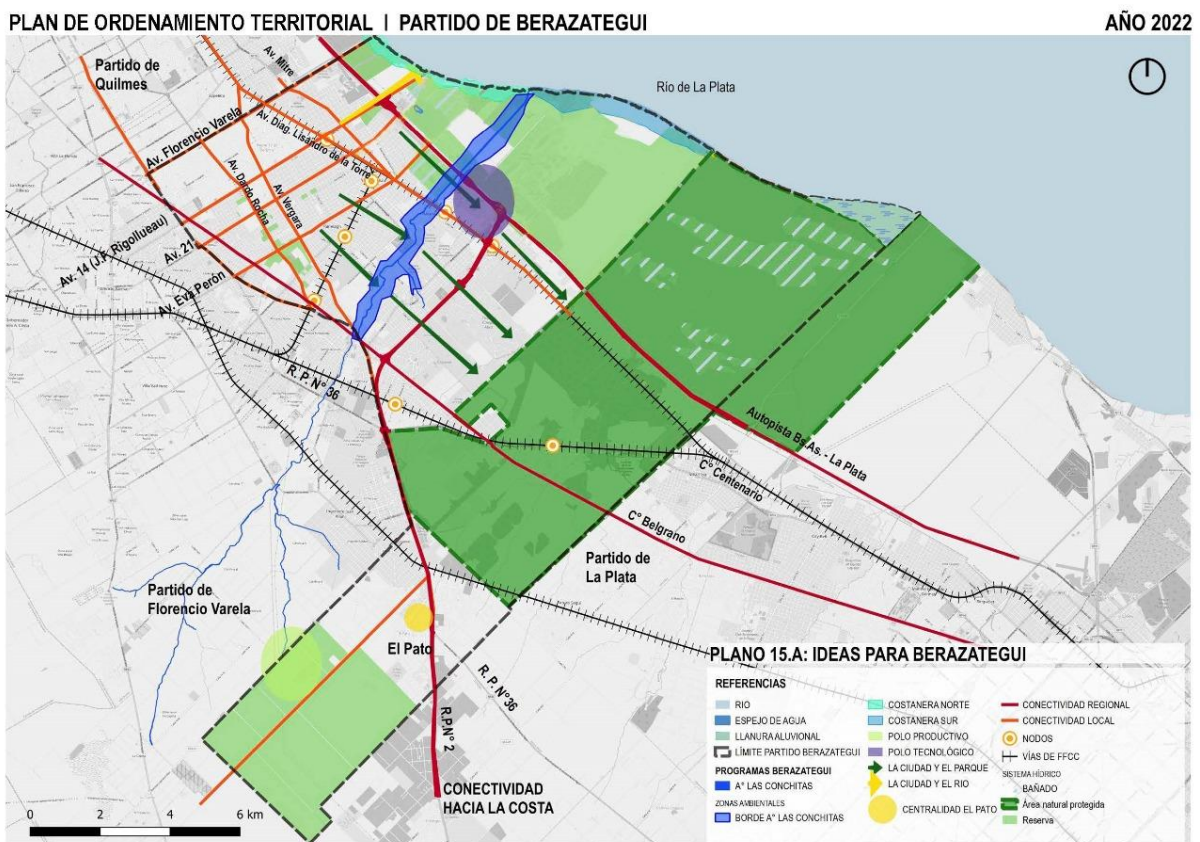 PLAN DE ORDENAMIENTO TERRITORIAL I PARTIDO DE BERAZATEGUI
AÑO 2022
Partido de
Quilmes
Av. Mitre
Río de La Plata
Av. Florencio Varela
Av. Diag. Lisandro de la Torre
Av. Dardo Rocha
Av. Vergara
Av. 14 (J.F. Rigollueau)
Av. 21
Av. Eva Perón
R. P. N° 36
Autopista Bs.As. - La Plata
C° Centenario
C° Belgrano
Partido de
La Plata
Partido de
Florencio Varela
El Pato
R. P. N°36
R.P.N° 2
CONECTIVIDAD
HACIA LA COSTA
0 2 4 6 km
PLANO 15.A: IDEAS PARA BERAZATEGUI
REFERENCIAS
RIO
ESPEJO DE AGUA
LLANURA ALUVIONAL
LÍMITE PARTIDO BERAZATEGUI
PROGRAMAS BERAZATEGUI
A° LAS CONCHITAS
ZONAS AMBIENTALES
BORDE A° LAS CONCHITAS
COSTANERA NORTE
COSTANERA SUR
POLO PRODUCTIVO
POLO TECNOLÓGICO
LA CIUDAD Y EL PARQUE
LA CIUDAD Y EL RIO
CENTRALIDAD EL PATO
CONECTIVIDAD REGIONAL
CONECTIVIDAD LOCAL
NODOS
VÍAS DE FFCC
SISTEMA HÍDRICO
BAÑADO
Área natural protegida
Reserva